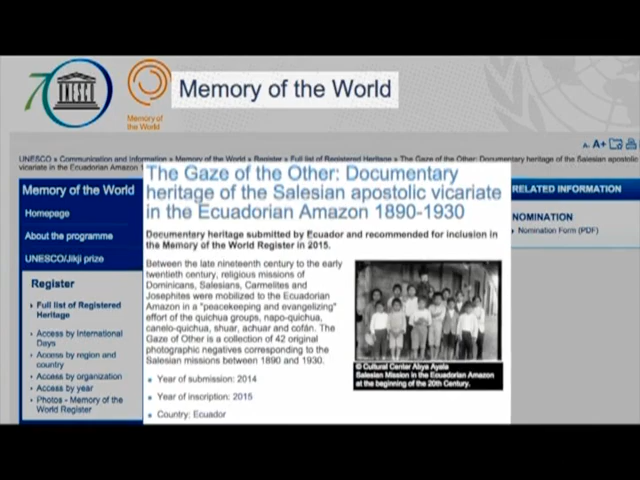 70
UNESCO
Memory of
the World
Memory of the World
A- A+
UNESCO » Communication and Information » Memory of the World » Register » Full list of Registered Heritage » The Gaze of the Other: Documentary heritage of the Salesian apostolic
vicariate in the Ecuadorian Amazon 1
Memory of the World
Homepage
About the programme
UNESCO/Jikji prize
Register
Full list of Registered
Heritage
Access by International
Days
Access by region and
country
Access by organization
Access by year
Photos - Memory of the
World Register
The Gaze of the Other: Documentary
heritage of the Salesian apostolic vicariate
in the Ecuadorian Amazon 1890-1930
Documentary heritage submitted by Ecuador and recommended for inclusion in
the Memory of the World Register in 2015.
Between the late nineteenth century to the early
twentieth century, religious missions of
Dominicans, Salesians, Carmelites and
Josephites were mobilized to the Ecuadorian
Amazon in a "peacekeeping and evangelizing"
effort of the quichua groups, napo-quichua,
canelo-quichua, shuar, achuar and cofán. The
Gaze of Other is a collection of 42 original
photographic negatives corresponding to the
Salesian missions between 1890 and 1930.
Year of submission: 2014
Year of inscription: 2015
Country: Ecuador
© Cultural Center Abya Ayala
Salesian Mission in the Ecuadorian Amazon
at the beginning of the 20th Century.
RELATED INFORMATION
NOMINATION
Nomination Form (PDF)